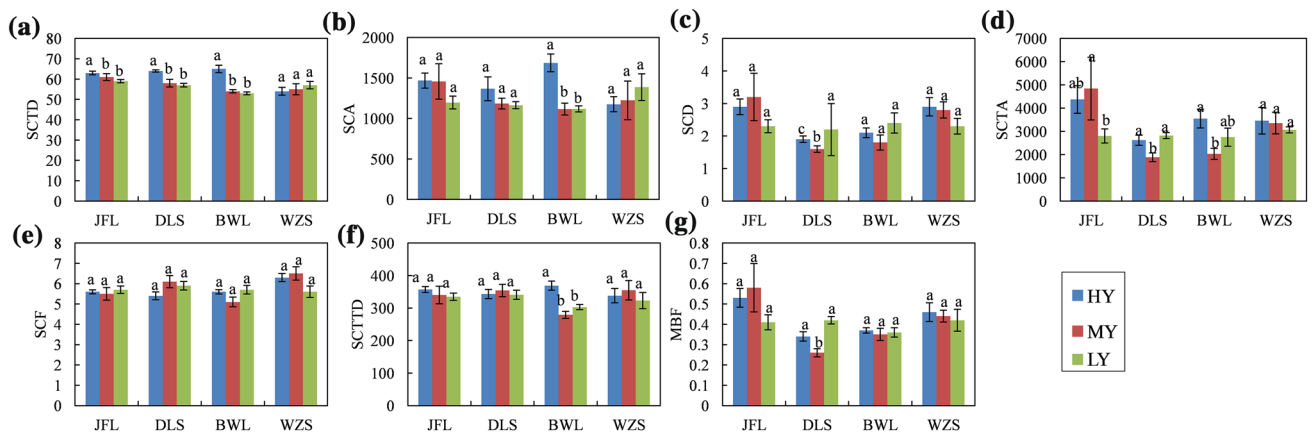 (a)
SCTD
80
70
60
50
40
30
20
10
0
a b b
a b b
a b b
a a a
JFL DLS BWL WZS
(b)
SCA
2000
1500
1000
500
0
a a a
a a a
a b b
a a a
JFL DLS BWL WZS
(c)
SCD
5
4
3
2
1
0
a a a
c b a
a a a
a a a
JFL DLS BWL WZS
(d)
SCTA
7000
6000
5000
4000
3000
2000
1000
0
ab a b
a b a
a b ab
a a a
JFL DLS BWL WZS
(e)
SCF
8
7
6
5
4
3
2
1
0
a a a
a a a
a a a
a a a
JFL DLS BWL WZS
(f)
SCTTD
500
400
300
200
100
0
a a a
a a a
a b b
a a a
JFL DLS BWL WZS
(g)
MBF
0.8
0.7
0.6
0.5
0.4
0.3
0.2
0.1
0
a a a
a b a
a a a
a a a
JFL DLS BWL WZS
HY
MY
LY